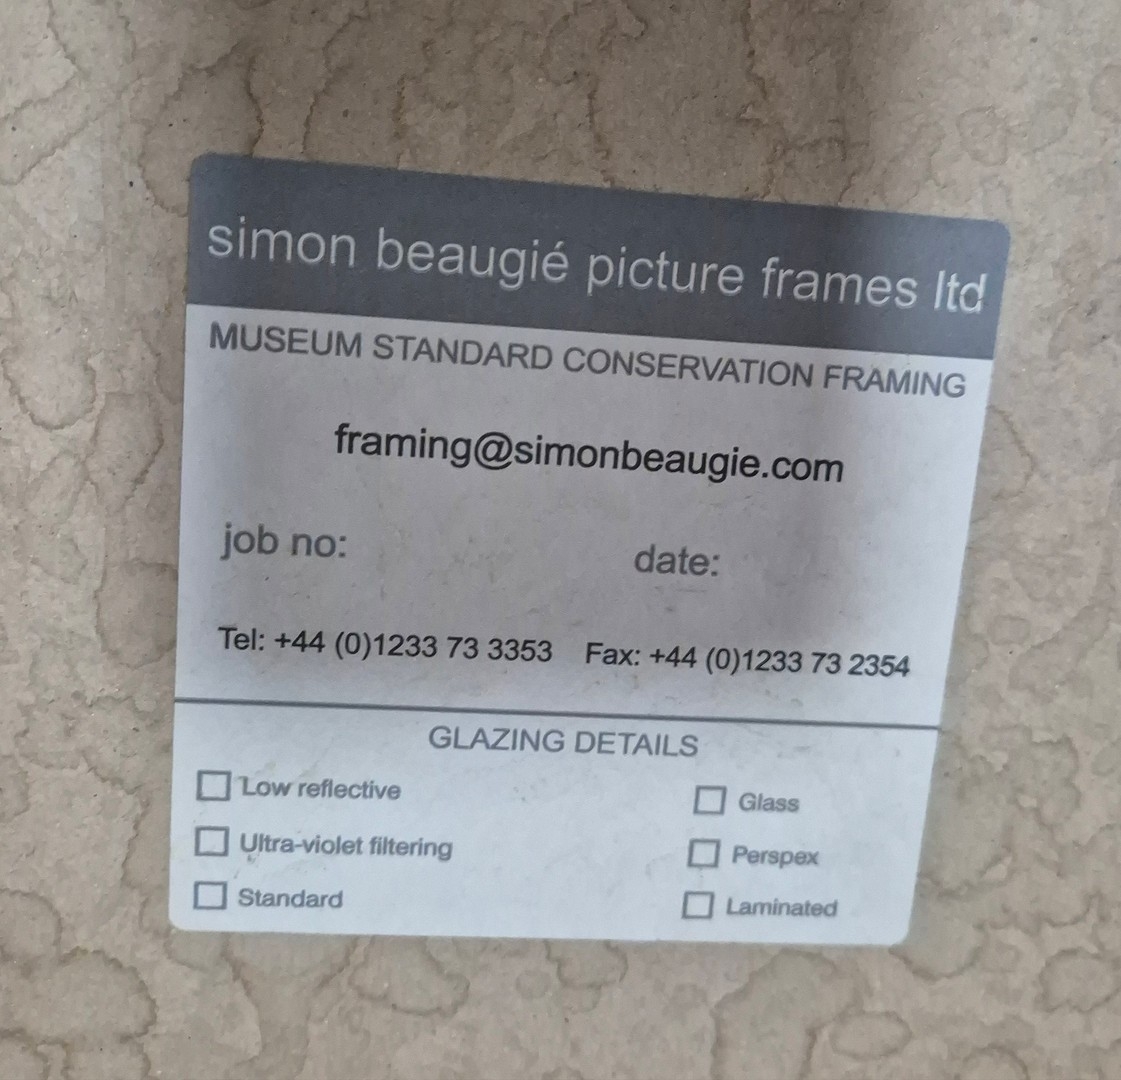 simon beaugié picture frames ltd
MUSEUM STANDARD CONSERVATION FRAMING
framing@simonbeaugie.com
job no: date:
Tel: +44 (0)1233 73 3353 Fax: +44 (0)1233 73 2354
GLAZING DETAILS
Low reflective Glass
Ultra-violet filtering Perspex
Standard Laminated